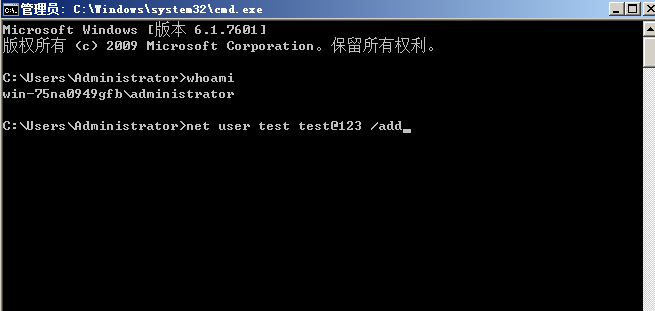 管理员: C:\Windows\system32\cmd.exe
Microsoft Windows [版本 6.1.7601]
版权所有 (c) 2009 Microsoft Corporation。保留所有权利。
C:\Users\Administrator>whoami
win-75na0949gfb\administrator
C:\Users\Administrator>net user test test@123 /add